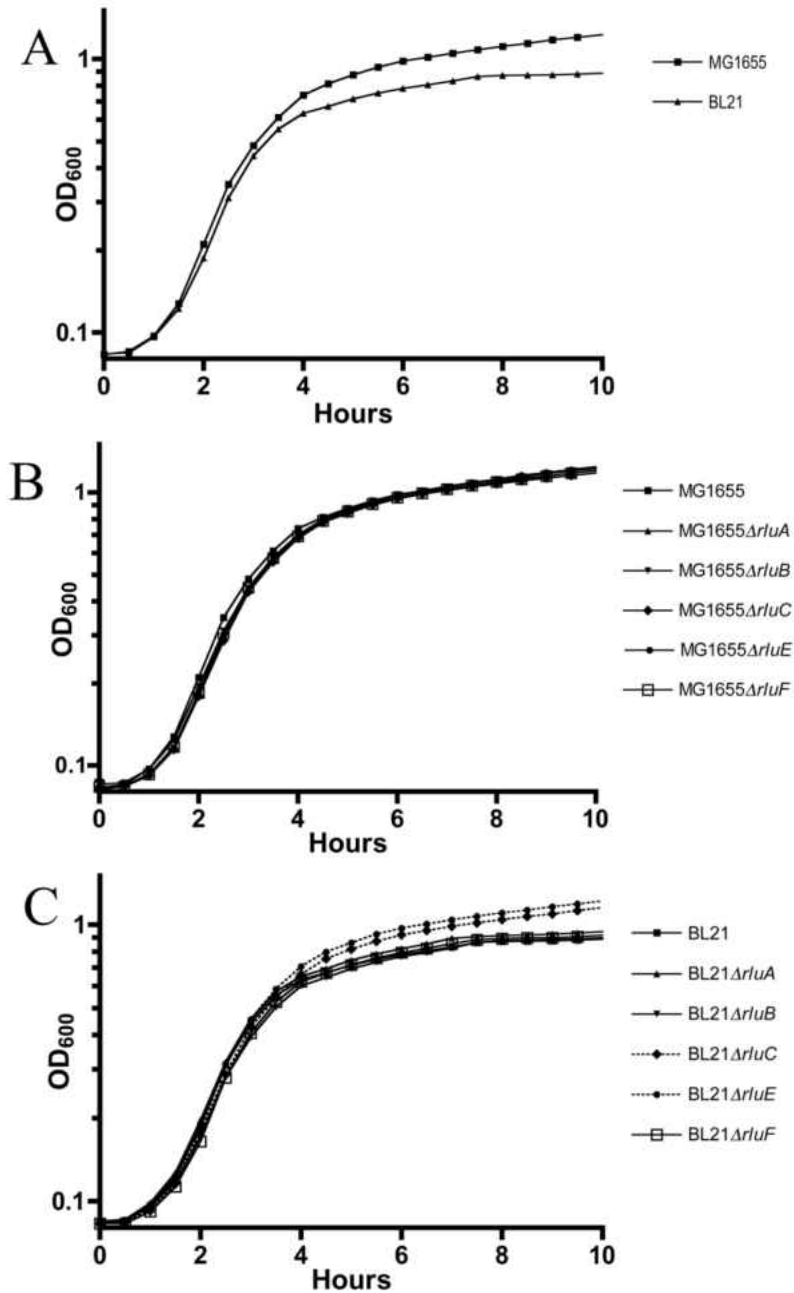 A
1
0.1
OD600
0 2 4 6 8 10
Hours
MG1655
BL21
B
1
0.1
OD600
0 2 4 6 8 10
Hours
MG1655
MG1655ΔrluA
MG1655ΔrluB
MG1655ΔrluC
MG1655ΔrluE
MG1655ΔrluF
C
1
0.1
OD600
0 2 4 6 8 10
Hours
BL21
BL21ΔrluA
BL21ΔrluB
BL21ΔrluC
BL21ΔrluE
BL21ΔrluF